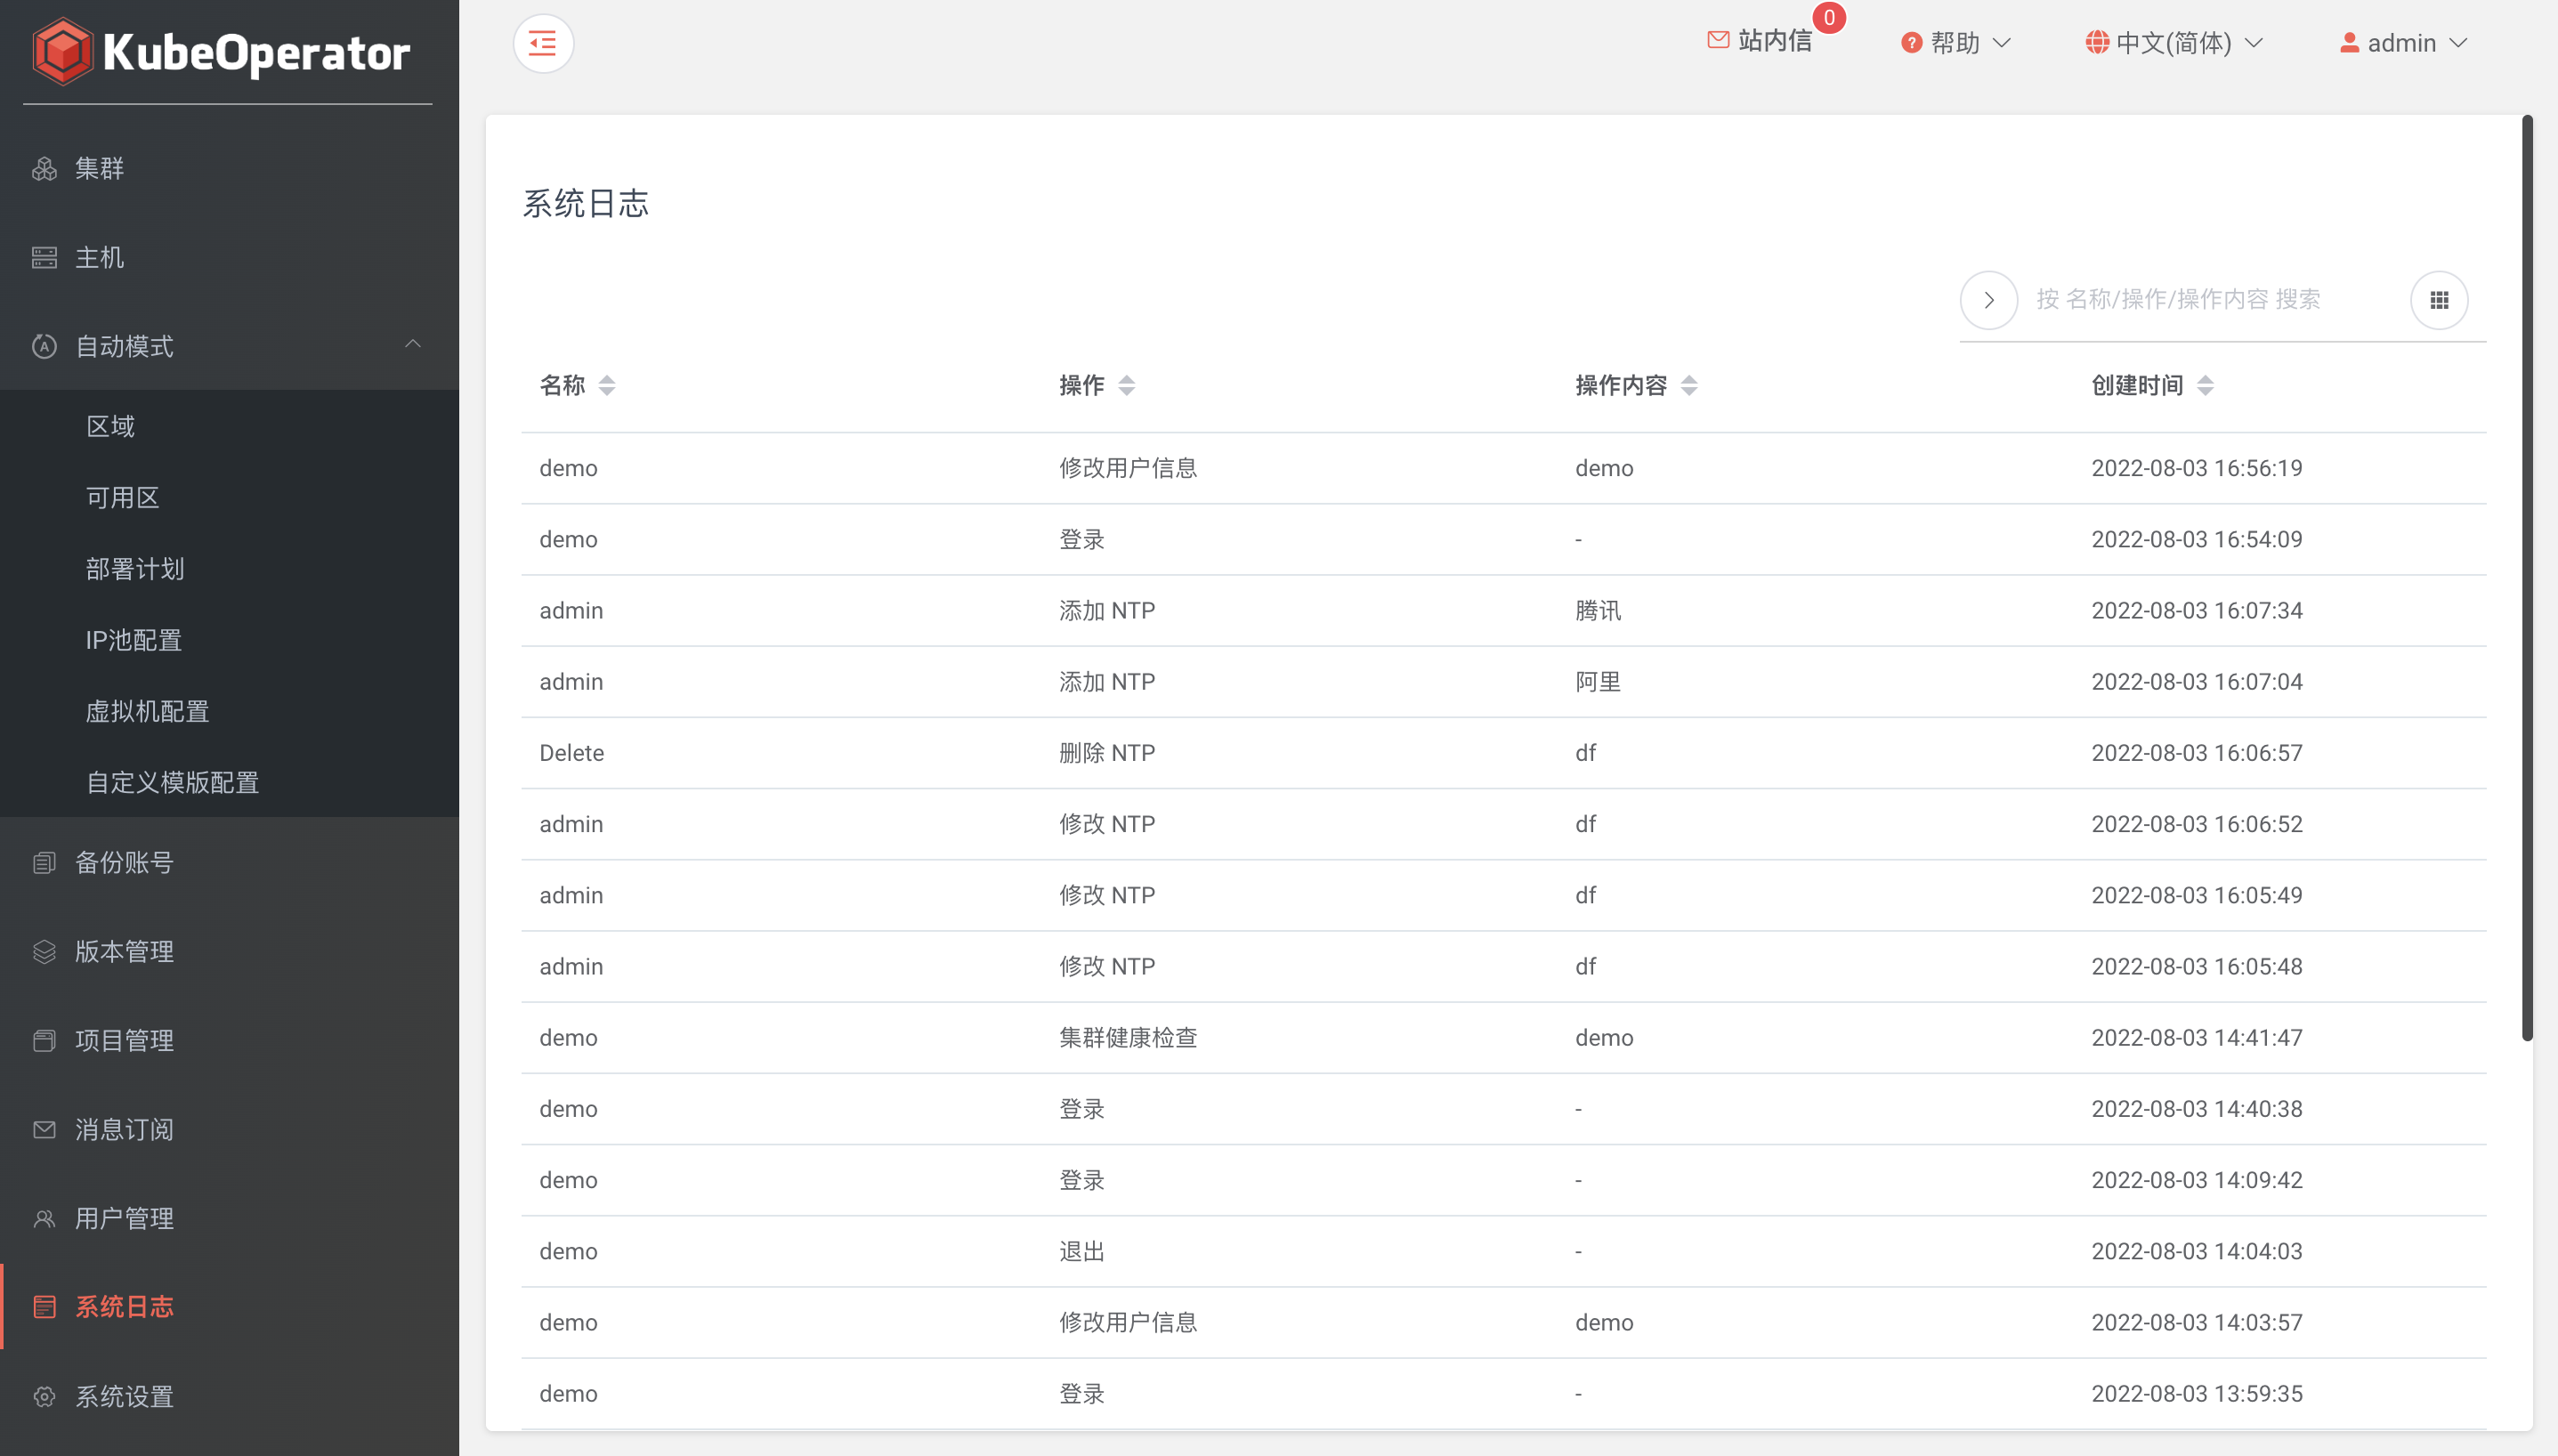 KubeOperator
站内信 0 帮助 中文(简体) admin
集群
主机
自动模式
区域
可用区
部署计划
IP池配置
虚拟机配置
自定义模版配置
备份账号
版本管理
项目管理
消息订阅
用户管理
系统日志
系统设置
系统日志
按 名称/操作/操作内容 搜索
名称 操作 操作内容 创建时间
demo 修改用户信息 demo 2022-08-03 16:56:19
demo 登录 - 2022-08-03 16:54:09
admin 添加 NTP 腾讯 2022-08-03 16:07:34
admin 添加 NTP 阿里 2022-08-03 16:07:04
Delete 删除 NTP df 2022-08-03 16:06:57
admin 修改 NTP df 2022-08-03 16:06:52
admin 修改 NTP df 2022-08-03 16:05:49
admin 修改 NTP df 2022-08-03 16:05:48
demo 集群健康检查 demo 2022-08-03 14:41:47
demo 登录 - 2022-08-03 14:40:38
demo 登录 - 2022-08-03 14:09:42
demo 退出 - 2022-08-03 14:04:03
demo 修改用户信息 demo 2022-08-03 14:03:57
demo 登录 - 2022-08-03 13:59:35